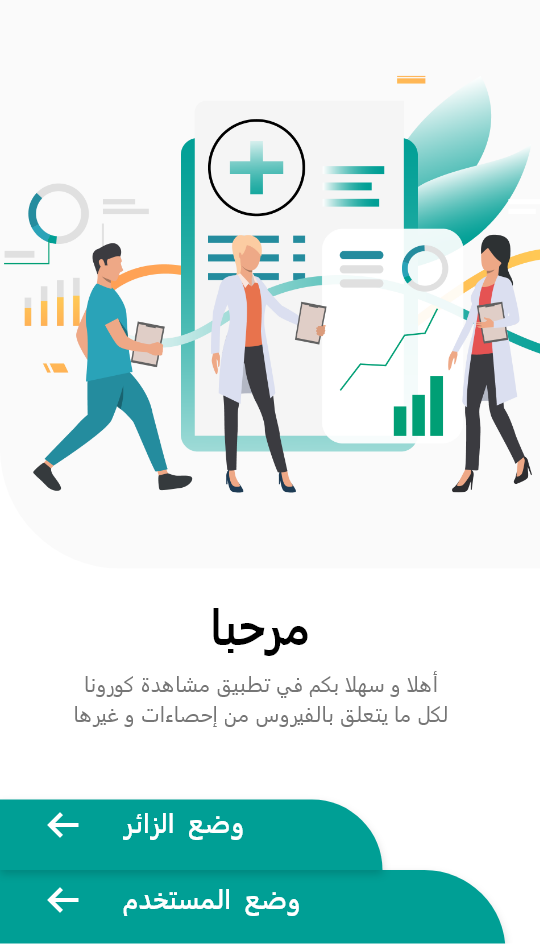 مرحبا
أهلا و سهلا بكم في تطبيق مشاهدة كورونا
لكل ما يتعلق بالفيروس من إحصاءات و غيرها
وضع الزائر
وضع المستخدم